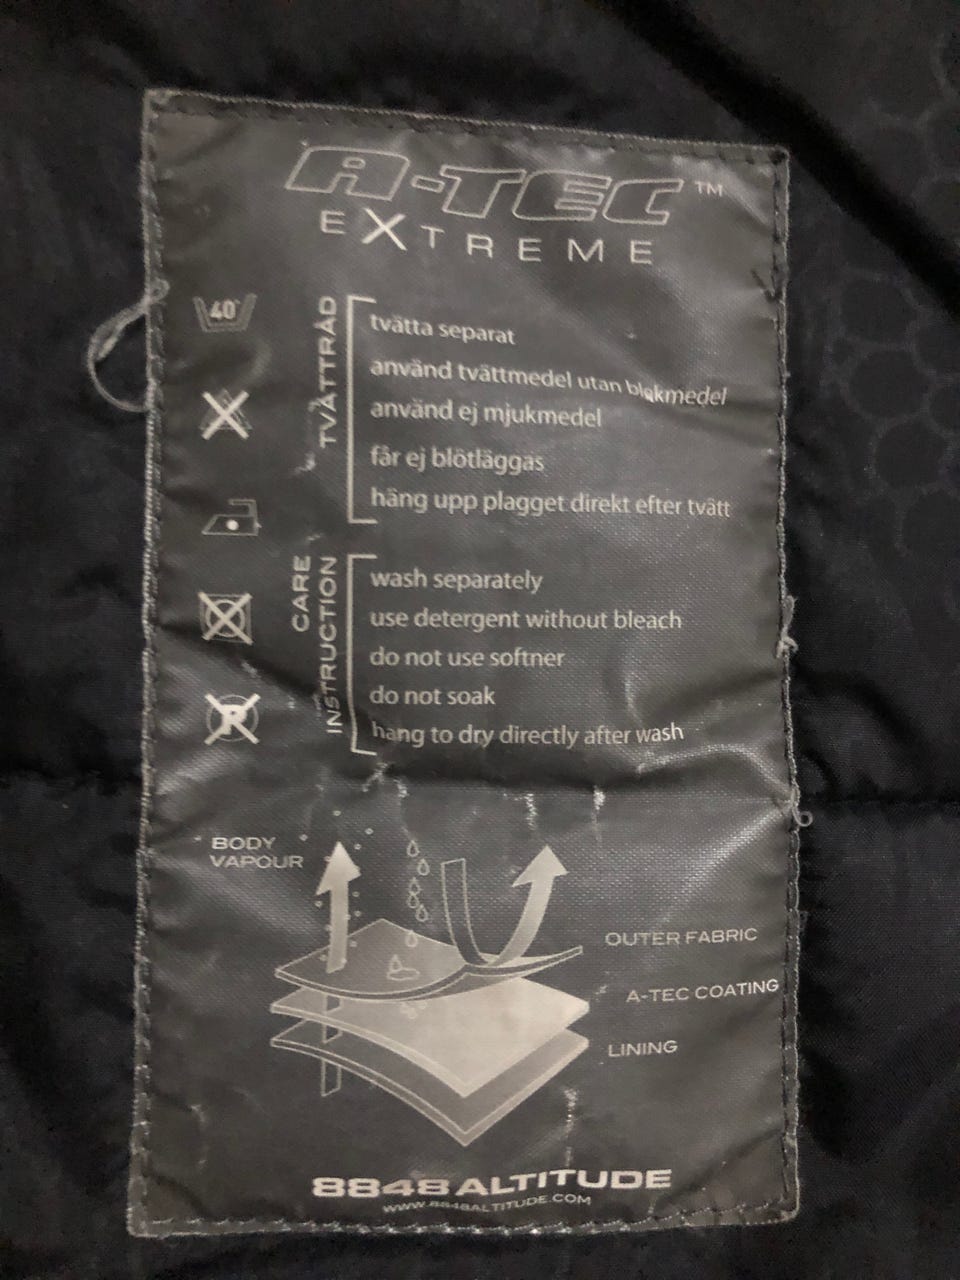 A-TEC™
EXTREME
40°
TVÄTTRÅD
tvätta separat
använd tvättmedel utan blekmedel
använd ej mjukmedel
får ej blötläggas
häng upp plagget direkt efter tvätt
CARE
INSTRUCTION
wash separately
use detergent without bleach
do not use softner
do not soak
hang to dry directly after wash
P
BODY
VAPOUR
OUTER FABRIC
A-TEC COATING
LINING
8848 ALTITUDE
WWW.8848ALTITUDE.COM